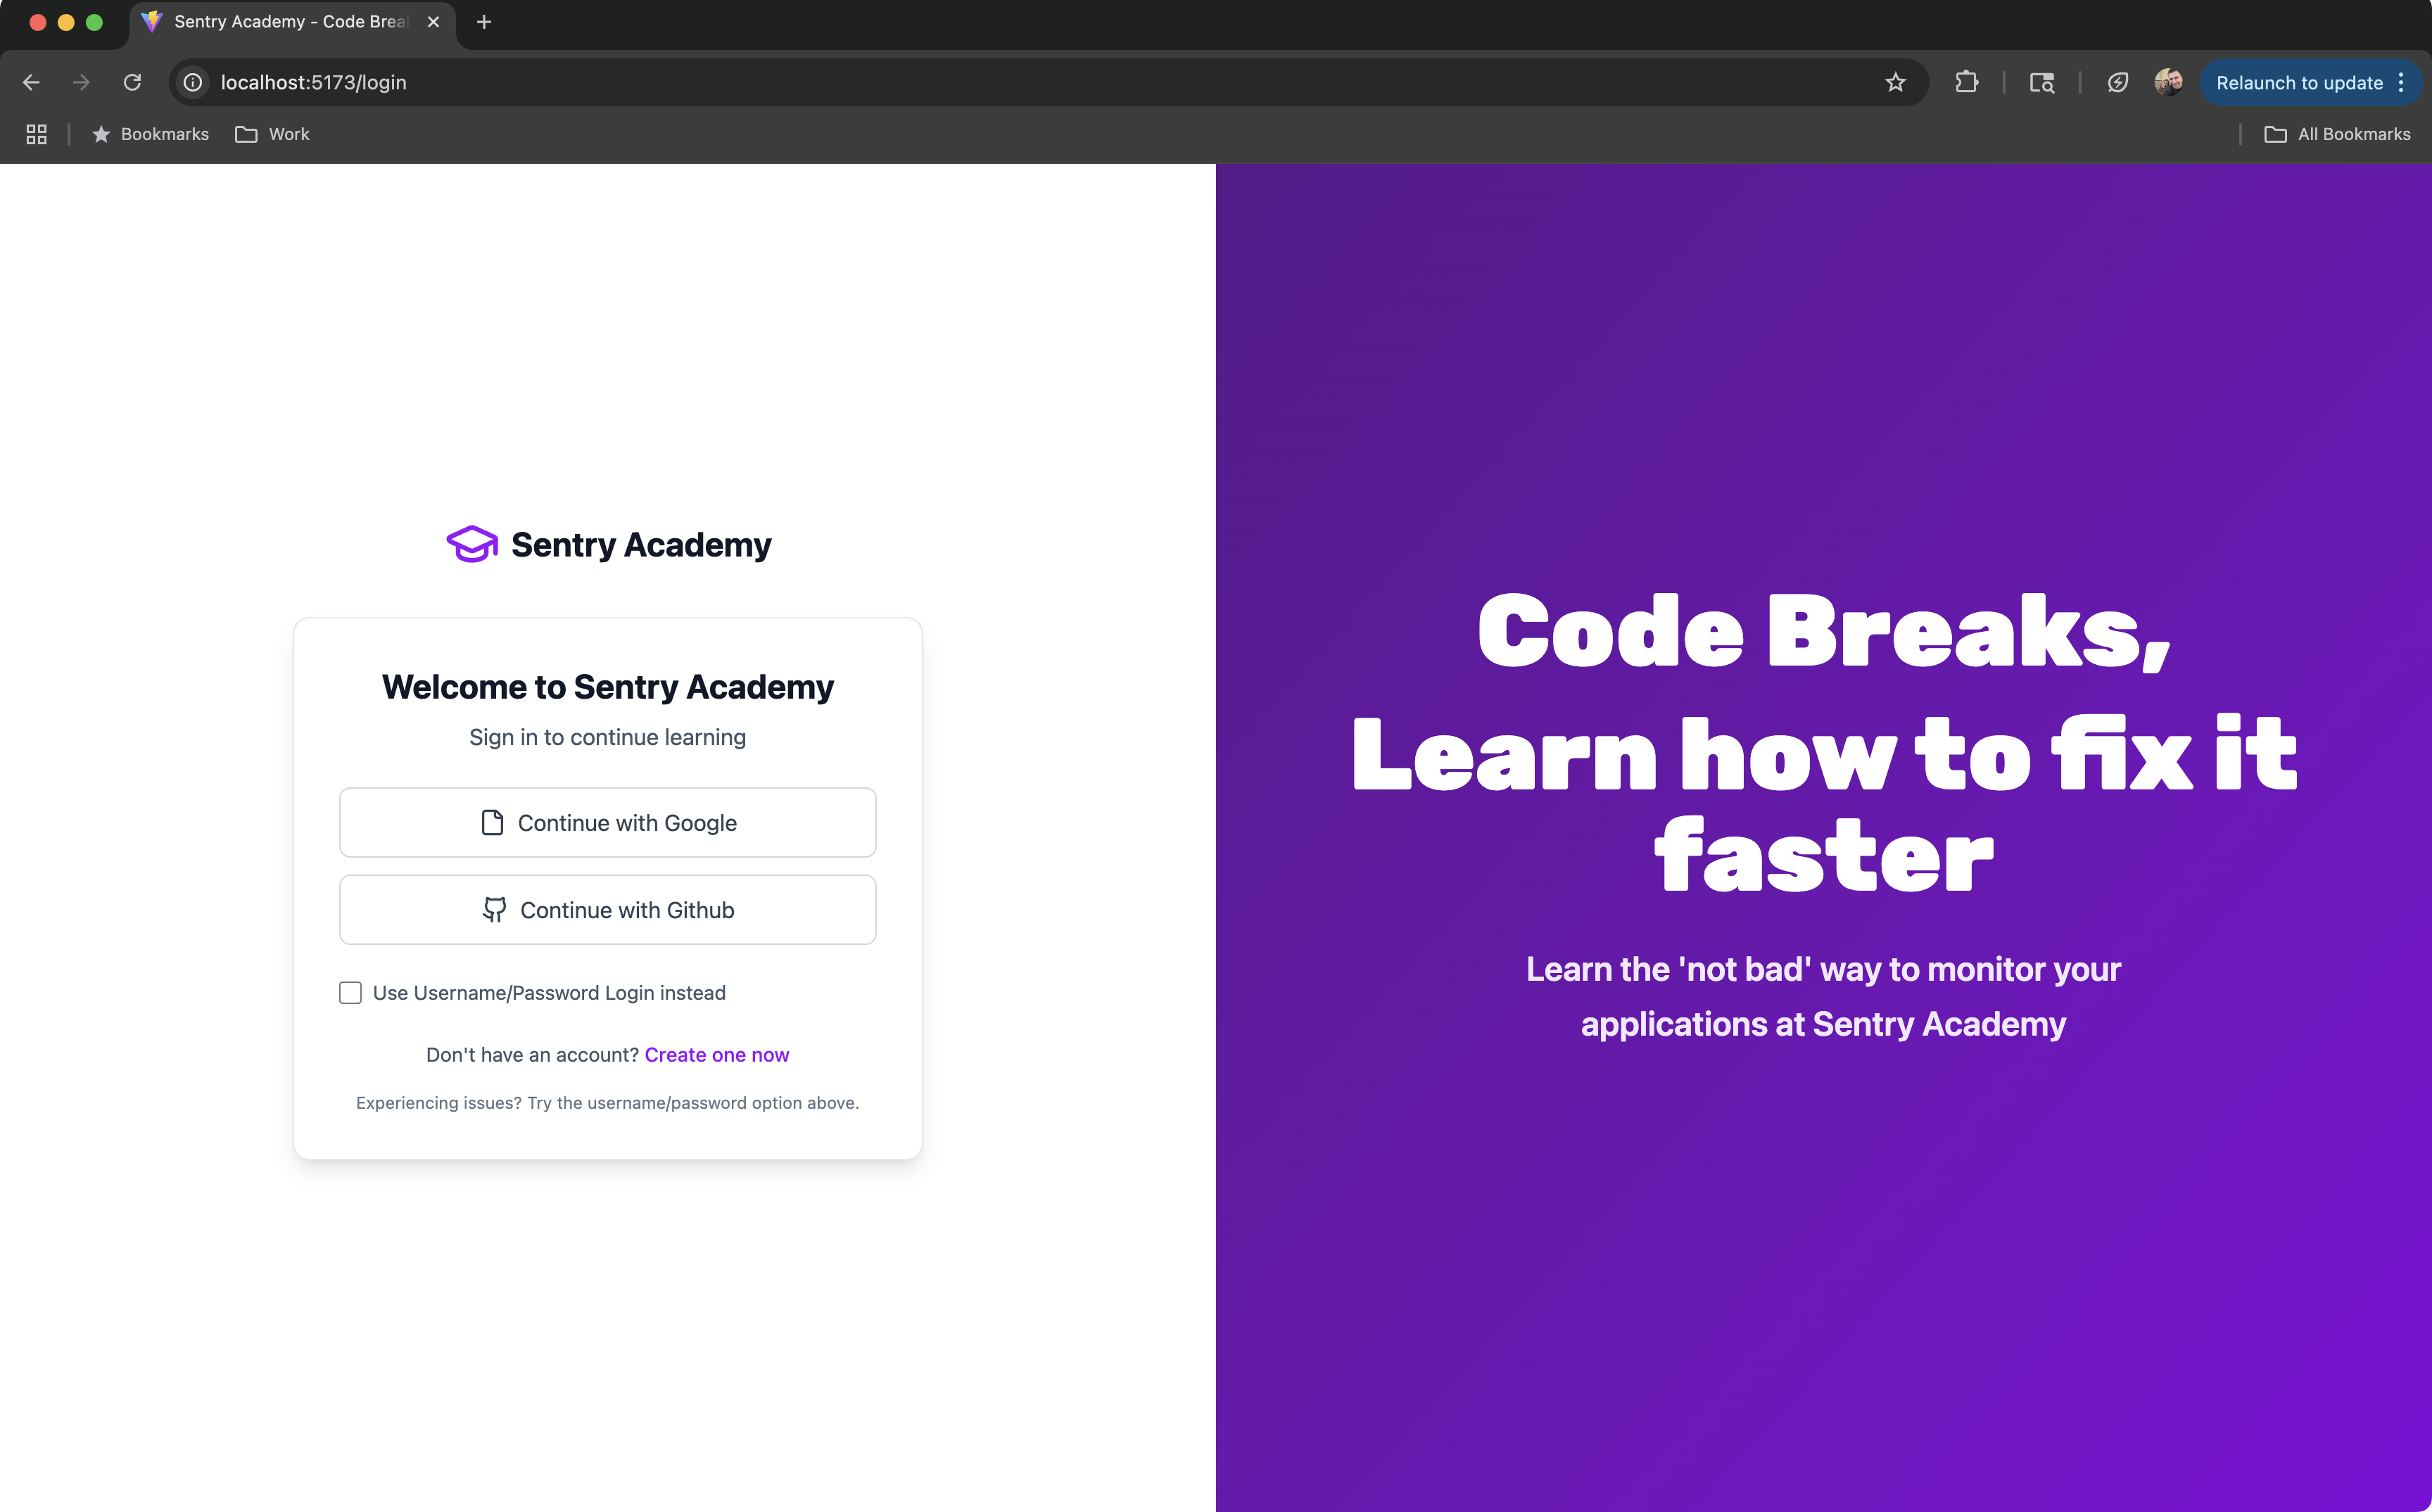 Sentry Academy - Code Brea
localhost:5173/login
Relaunch to update
Bookmarks
Work
All Bookmarks
Sentry Academy
Welcome to Sentry Academy
Sign in to continue learning
Continue with Google
Continue with Github
Use Username/Password Login instead
Don't have an account? Create one now
Experiencing issues? Try the username/password option above.
Code Breaks,
Learn how to fix it
faster
Learn the 'not bad' way to monitor your
applications at Sentry Academy